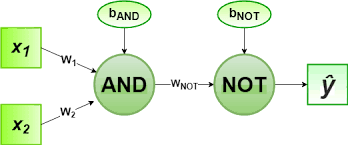 b_AND
b_NOT
x_1
w_1
AND
w_NOT
NOT
ŷ
w_2
x_2